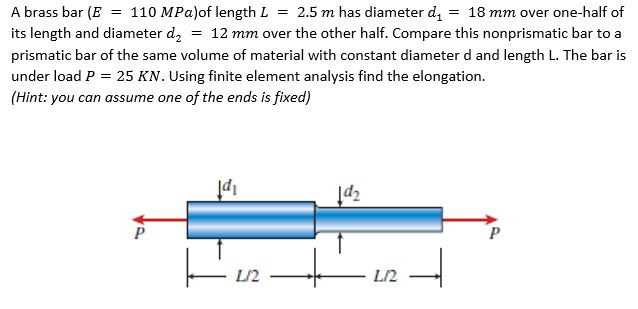 A brass bar (E = 110 MPa)of length L = 2.5 m has diameter d₁ = 18 mm over one-half of
its length and diameter d₂ = 12 mm over the other half. Compare this nonprismatic bar to a
prismatic bar of the same volume of material with constant diameter d and length L. The bar is
under load P = 25 KN. Using finite element analysis find the elongation.
(Hint: you can assume one of the ends is fixed)
d₁
d₂
P
P
L/2
L/2